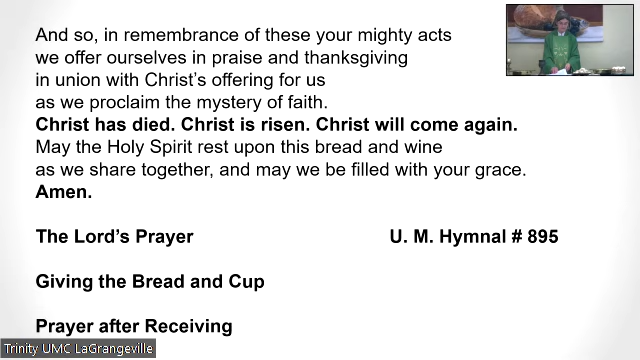 And so, in remembrance of these your mighty acts
we offer ourselves in praise and thanksgiving
in union with Christ's offering for us
as we proclaim the mystery of faith.
Christ has died. Christ is risen. Christ will come again.
May the Holy Spirit rest upon this bread and wine
as we share together, and may we be filled with your grace.
Amen.
The Lord's Prayer U. M. Hymnal # 895
Giving the Bread and Cup
Prayer after Receiving
Trinity UMC LaGrangeville